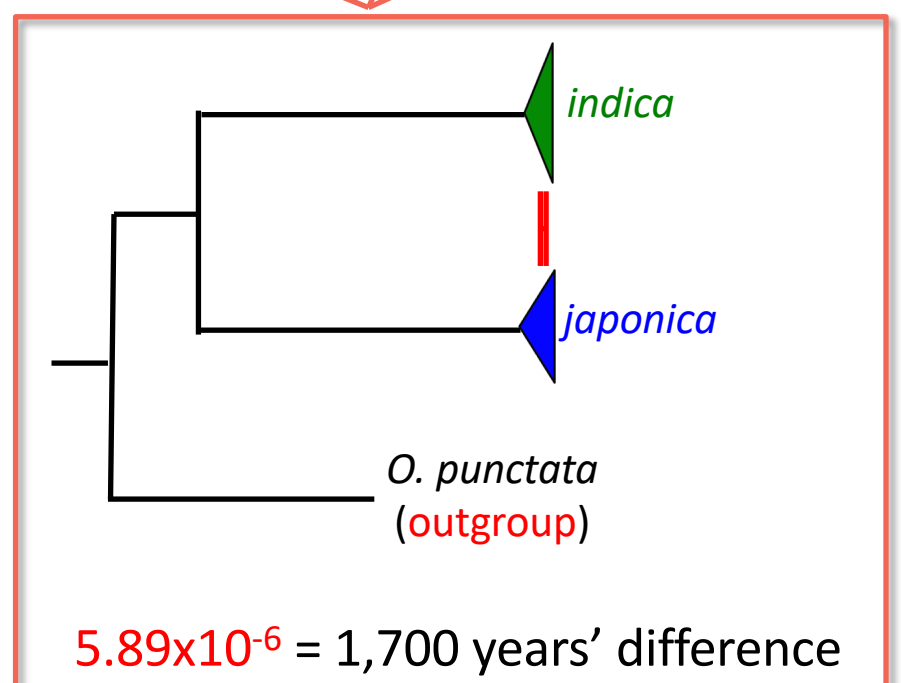 indica
japonica
O. punctata
(outgroup)
5.89x10⁻⁶ = 1,700 years’ difference